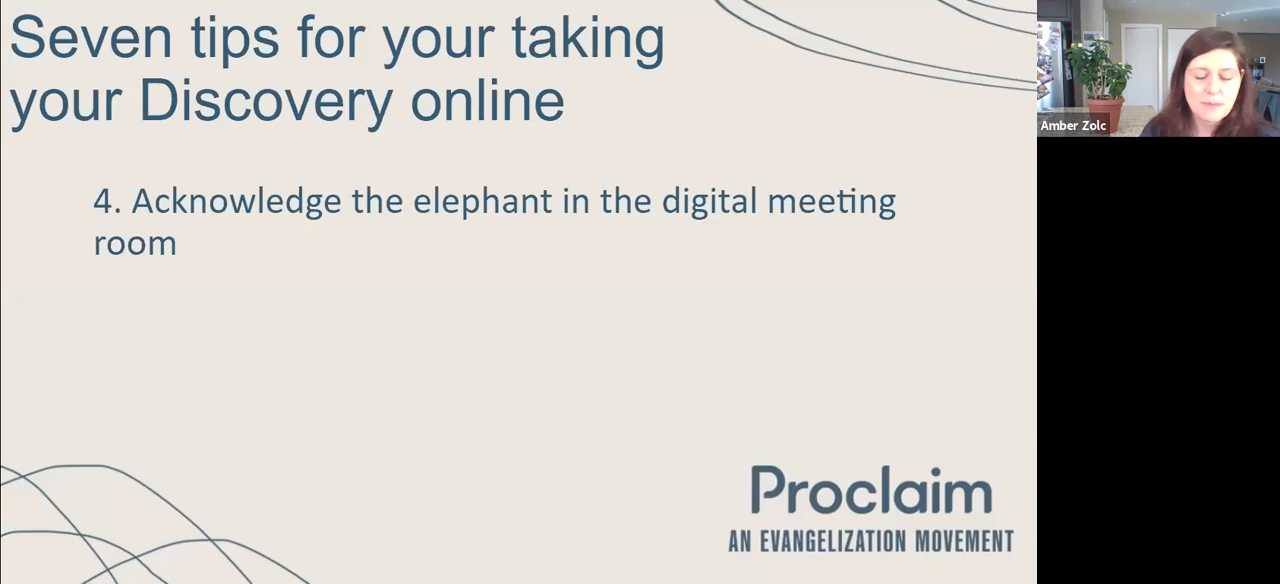 Seven tips for your taking
your Discovery online
4. Acknowledge the elephant in the digital meeting
room
Proclaim
AN EVANGELIZATION MOVEMENT
Amber Zolc